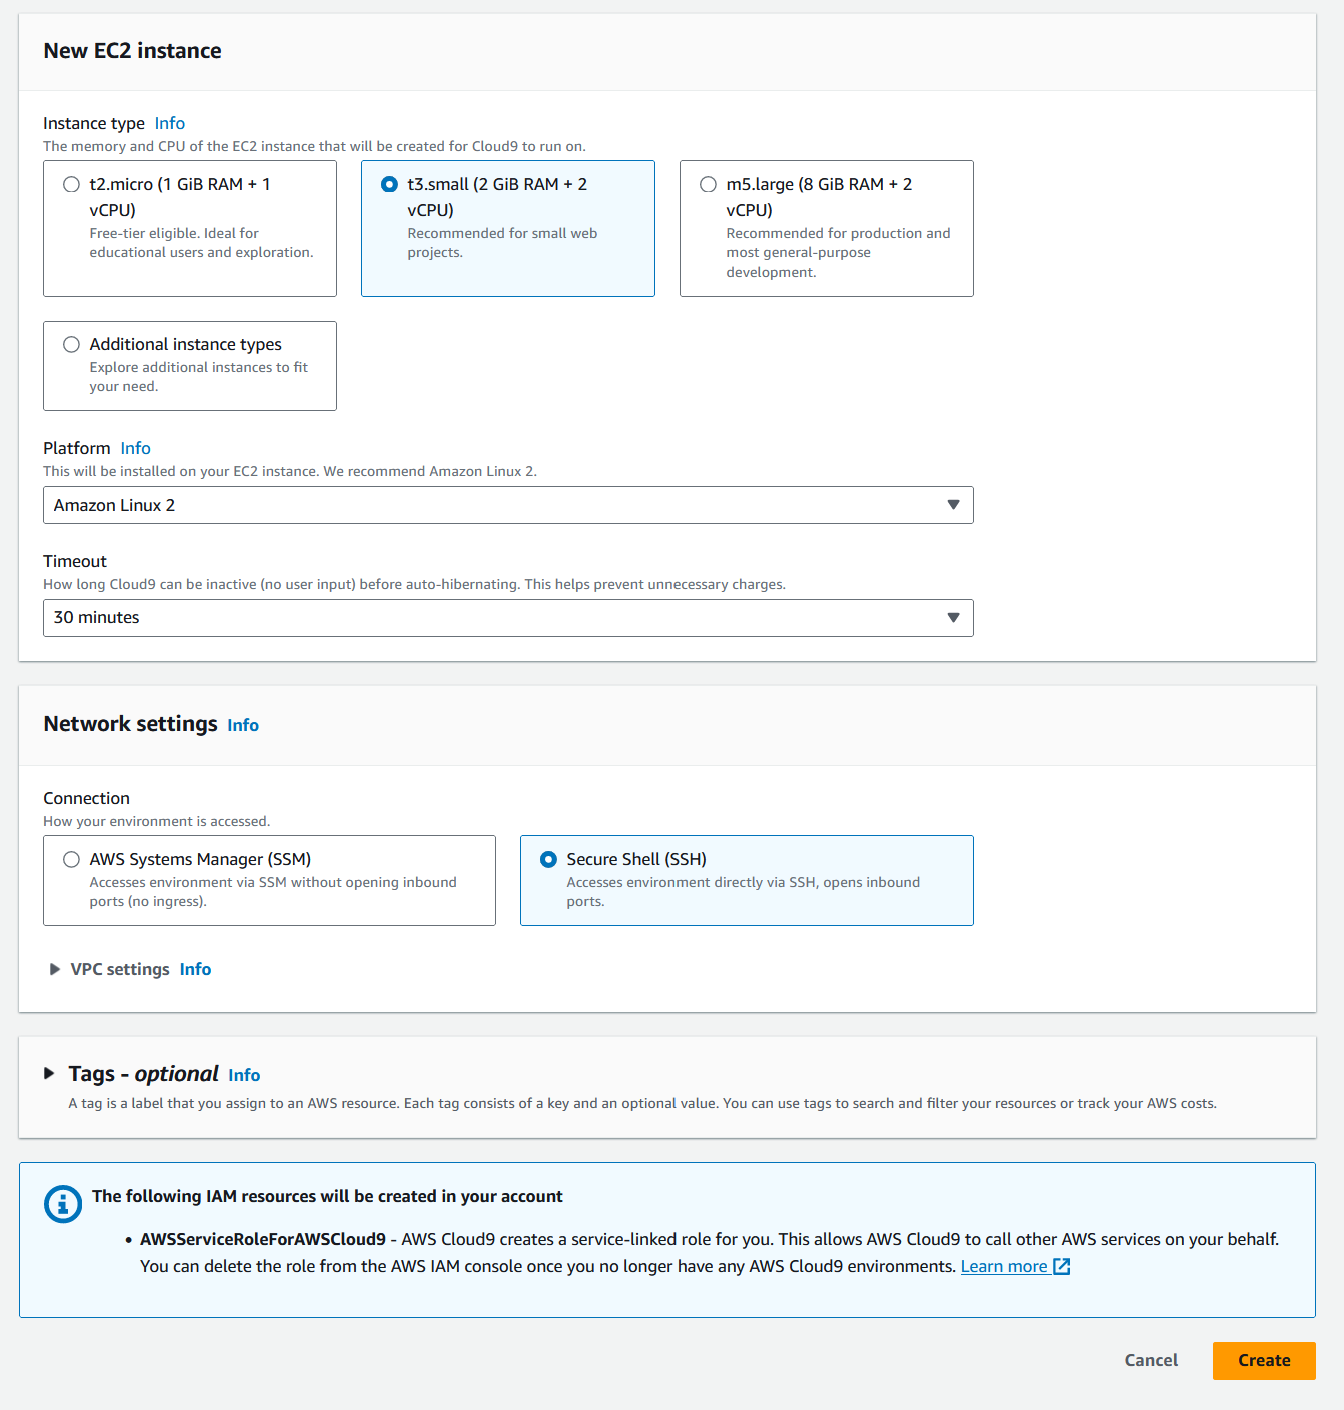 New EC2 instance
Instance type Info
The memory and CPU of the EC2 instance that will be created for Cloud9 to run on.
t2.micro (1 GiB RAM + 1
vCPU)
Free-tier eligible. Ideal for
educational users and exploration.
t3.small (2 GiB RAM + 2
vCPU)
Recommended for small web
projects.
m5.large (8 GiB RAM + 2
vCPU)
Recommended for production and
most general-purpose
development.
Additional instance types
Explore additional instances to fit
your need.
Platform Info
This will be installed on your EC2 instance. We recommend Amazon Linux 2.
Amazon Linux 2
Timeout
How long Cloud9 can be inactive (no user input) before auto-hibernating. This helps prevent unnecessary charges.
30 minutes
Network settings Info
Connection
How your environment is accessed.
AWS Systems Manager (SSM)
Accesses environment via SSM without opening inbound
ports (no ingress).
Secure Shell (SSH)
Accesses environment directly via SSH, opens inbound
ports.
VPC settings Info
Tags - optional Info
A tag is a label that you assign to an AWS resource. Each tag consists of a key and an optional value. You can use tags to search and filter your resources or track your AWS costs.
The following IAM resources will be created in your account
• AWSServiceRoleForAWSCloud9 - AWS Cloud9 creates a service-linked role for you. This allows AWS Cloud9 to call other AWS services on your behalf.
You can delete the role from the AWS IAM console once you no longer have any AWS Cloud9 environments. Learn more
Cancel
Create